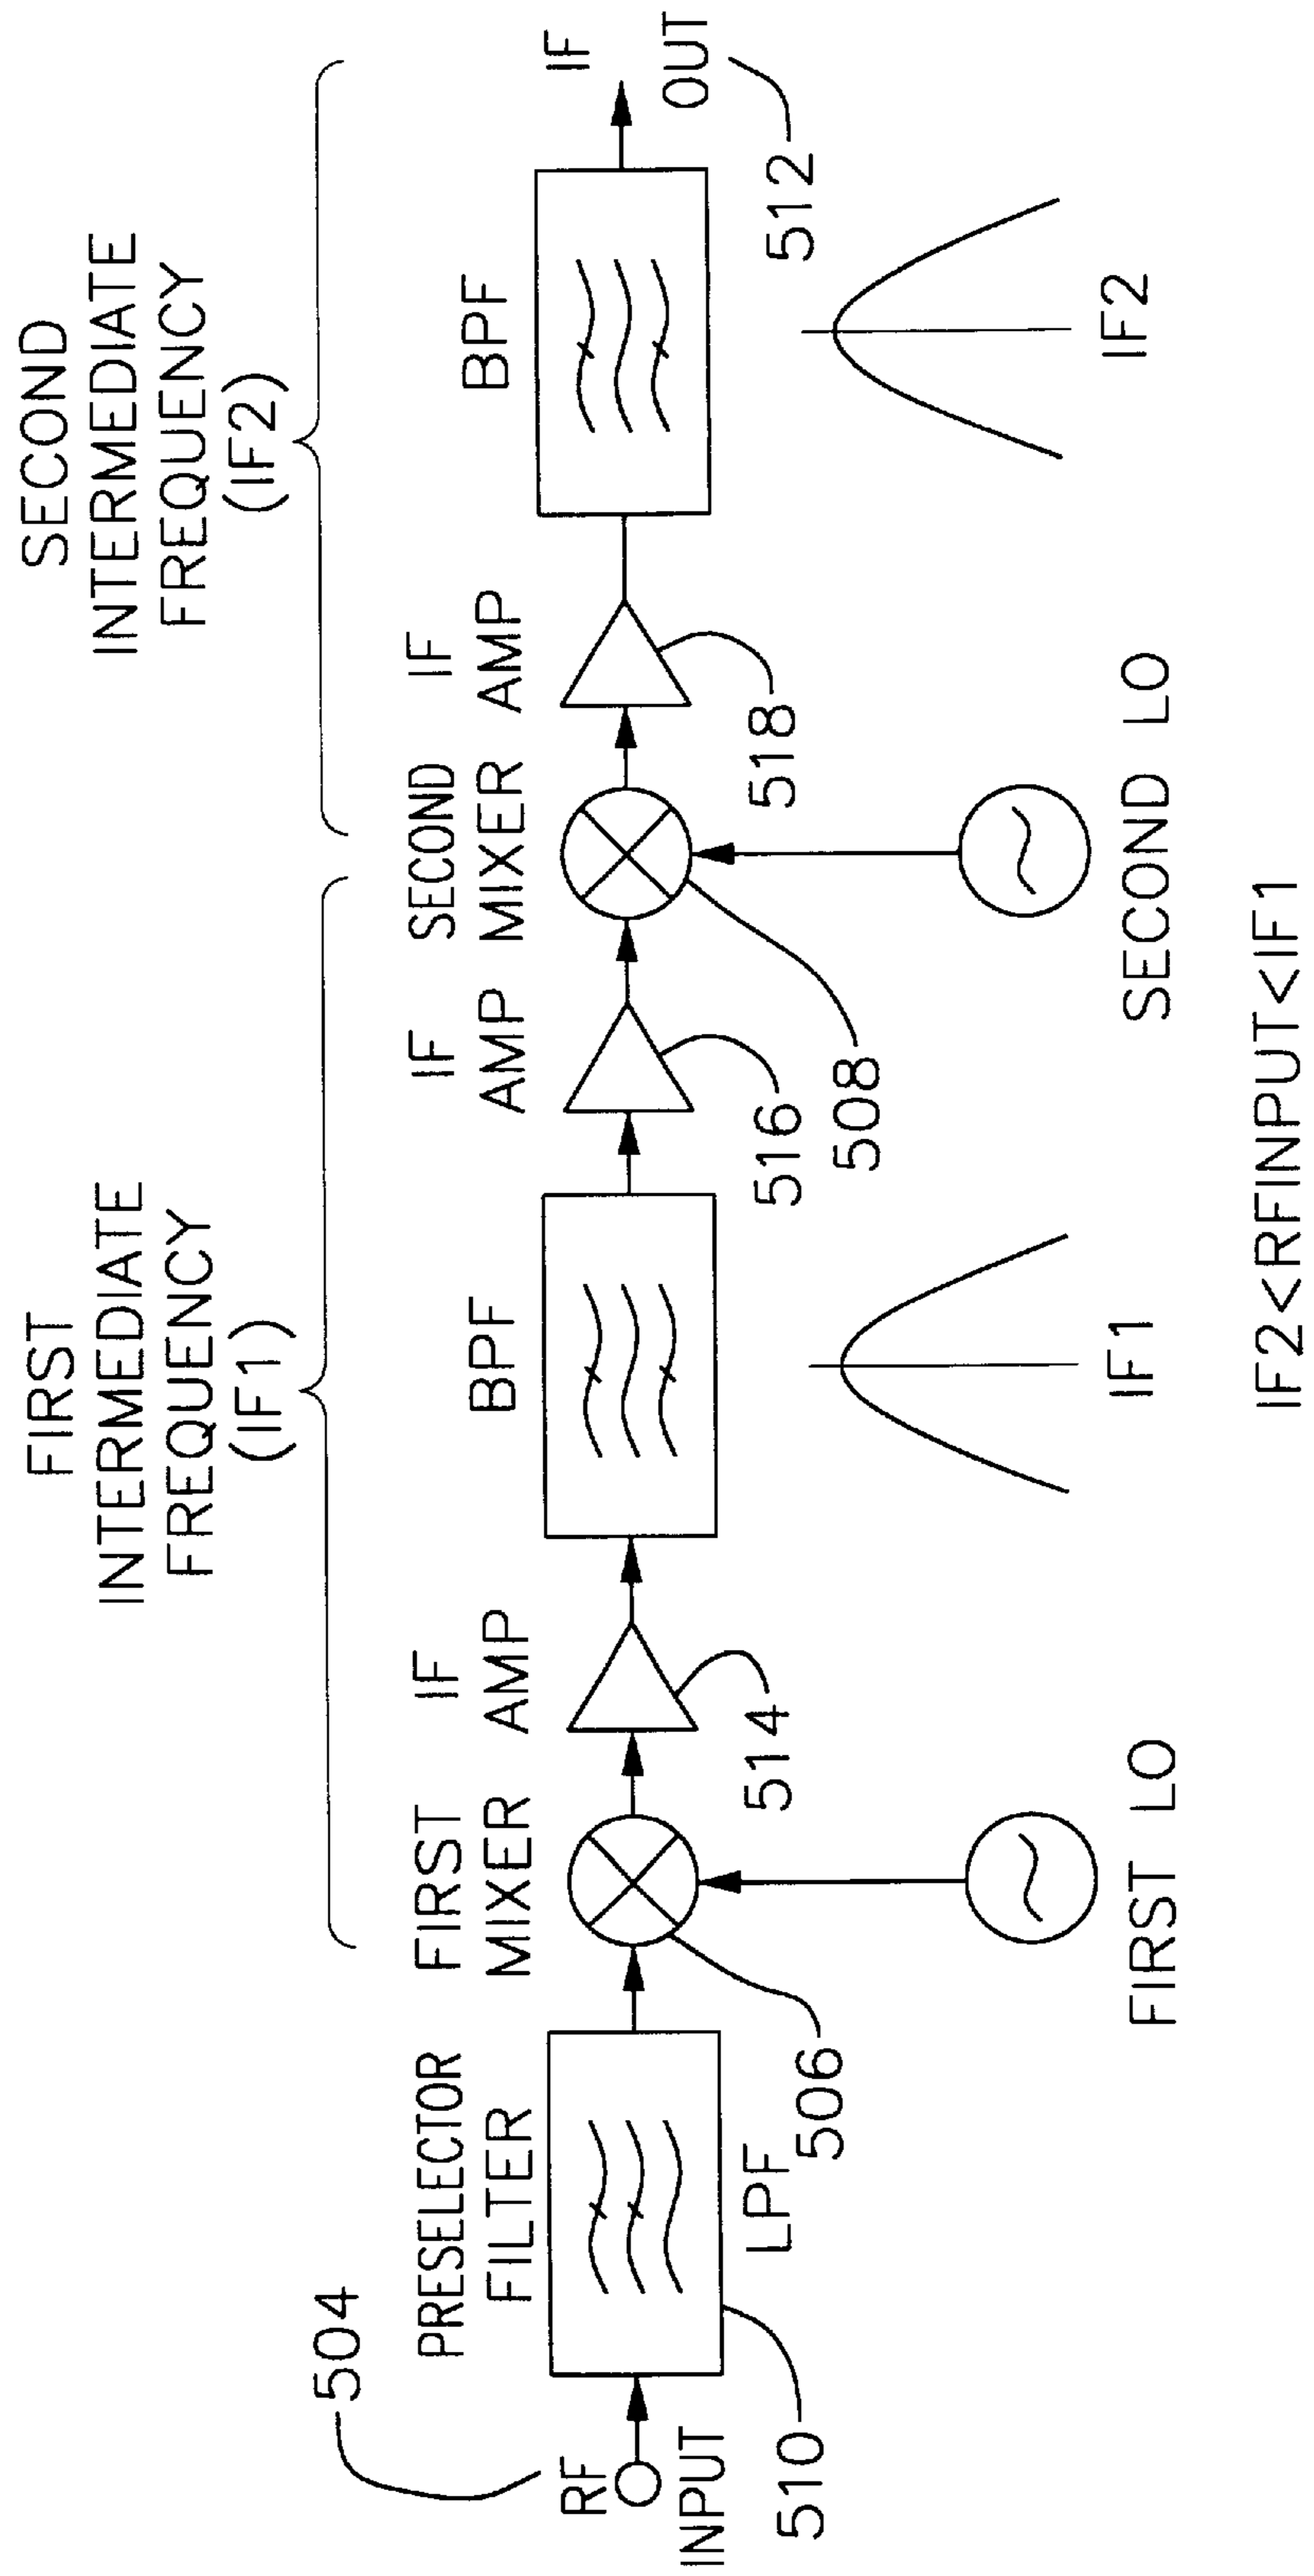 FIRST
INTERMEDIATE
FREQUENCY
(IF1)
SECOND
INTERMEDIATE
FREQUENCY
(IF2)
504
RF
INPUT
PRESELECTOR
FILTER
LPF
510
FIRST
MIXER
506
FIRST LO
IF
AMP
514
BPF
IF1
IF
AMP
516
SECOND
MIXER
508
SECOND LO
IF
AMP
518
BPF
IF2
IF
OUT
512
IF2<RFINPUT<IF1